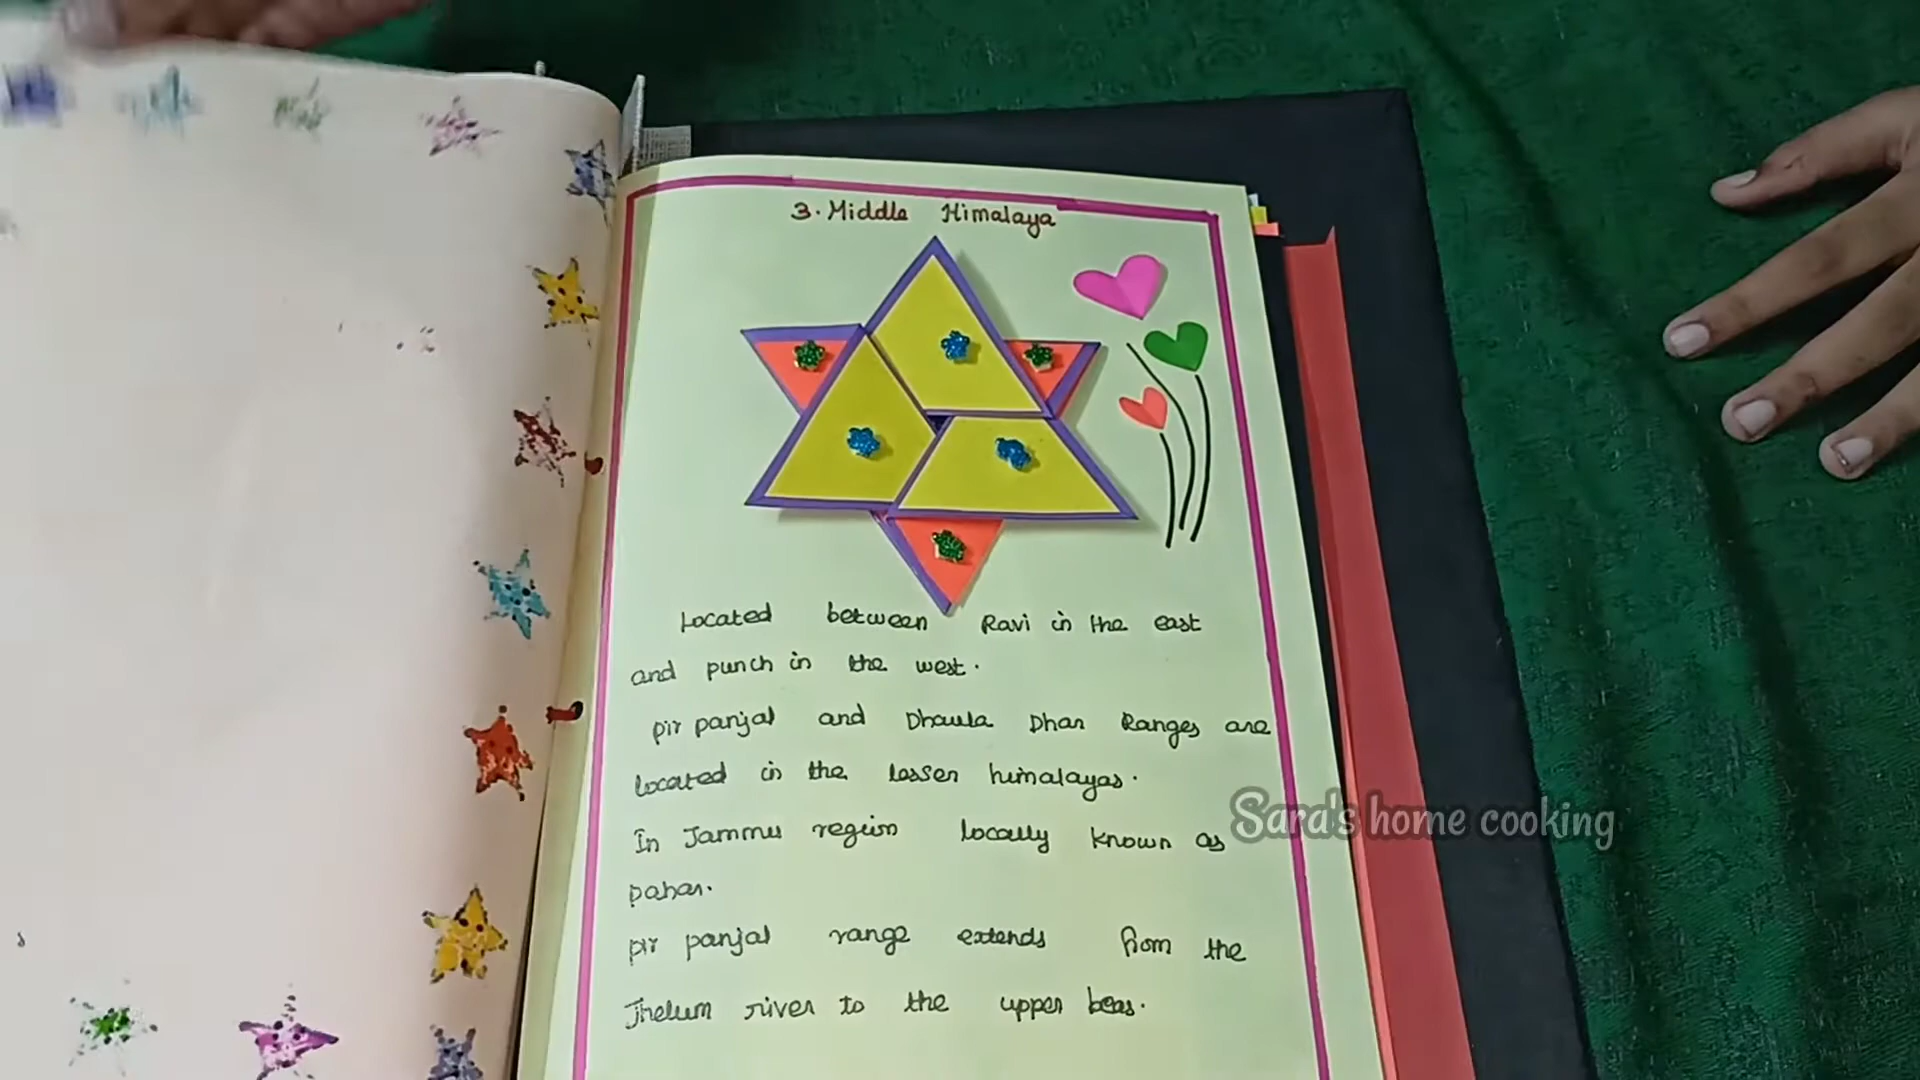 3. Middle Himalaya
Located between Ravi in the east
and punch in the west.
pir panjal and Dhaula Dhar Ranges are
located in the lesser himalayas.
In Jammu region locally known as
pahar.
pir panjal range extends from the
Jhelum river to the upper beas.
Sara's home cooking